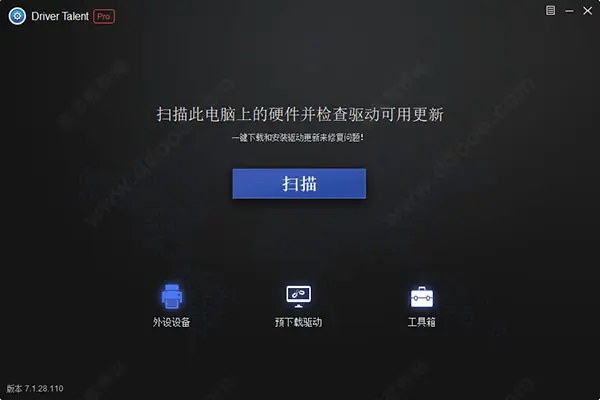 Driver Talent Pro
扫描此电脑上的硬件并检查驱动可用更新
一键下载和安装驱动更新来修复问题!
扫描
外设设备
预下载驱动
工具箱
版本 7.1.28.110